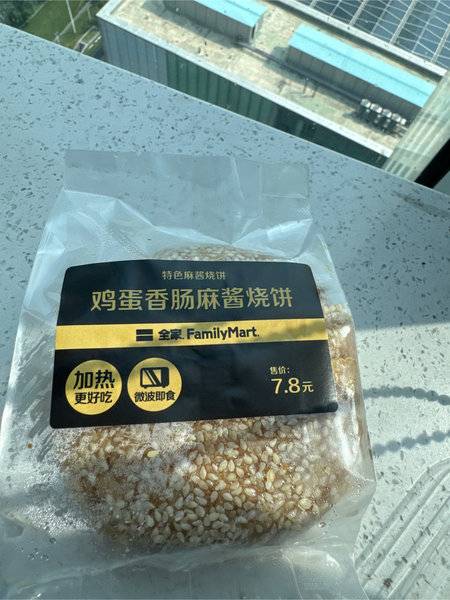 特色麻酱烧饼
鸡蛋香肠麻酱烧饼
全家 FamilyMart
加热
更好吃
微波即食
售价:
7.8元